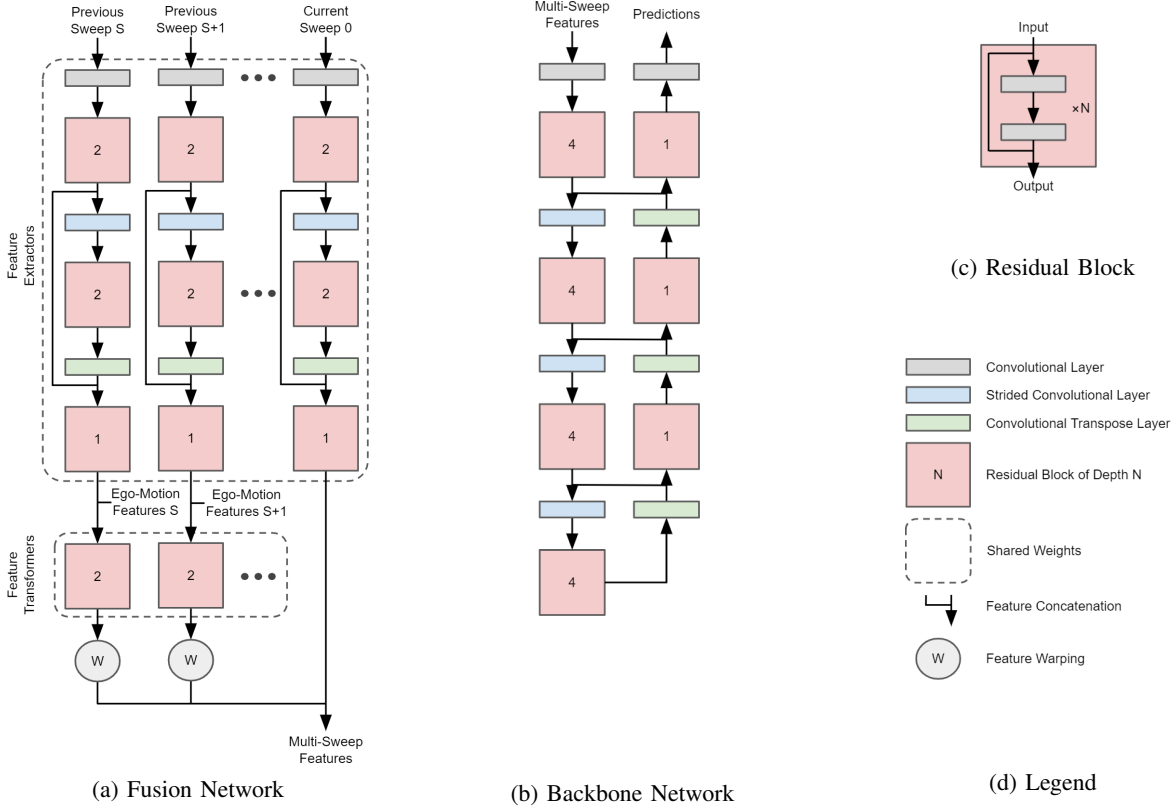 Previous
Sweep S
Previous
Sweep S+1
Current
Sweep 0
Feature
Extractors
2
2
2
2
2
2
1
1
1
Ego-Motion
Features S
Ego-Motion
Features S+1
Feature
Transformers
2
2
W
W
Multi-Sweep
Features
(a) Fusion Network
Multi-Sweep
Features
Predictions
4
1
4
1
4
1
4
(b) Backbone Network
Input
×N
Output
(c) Residual Block
Convolutional Layer
Strided Convolutional Layer
Convolutional Transpose Layer
N
Residual Block of Depth N
Shared Weights
Feature Concatenation
W
Feature Warping
(d) Legend